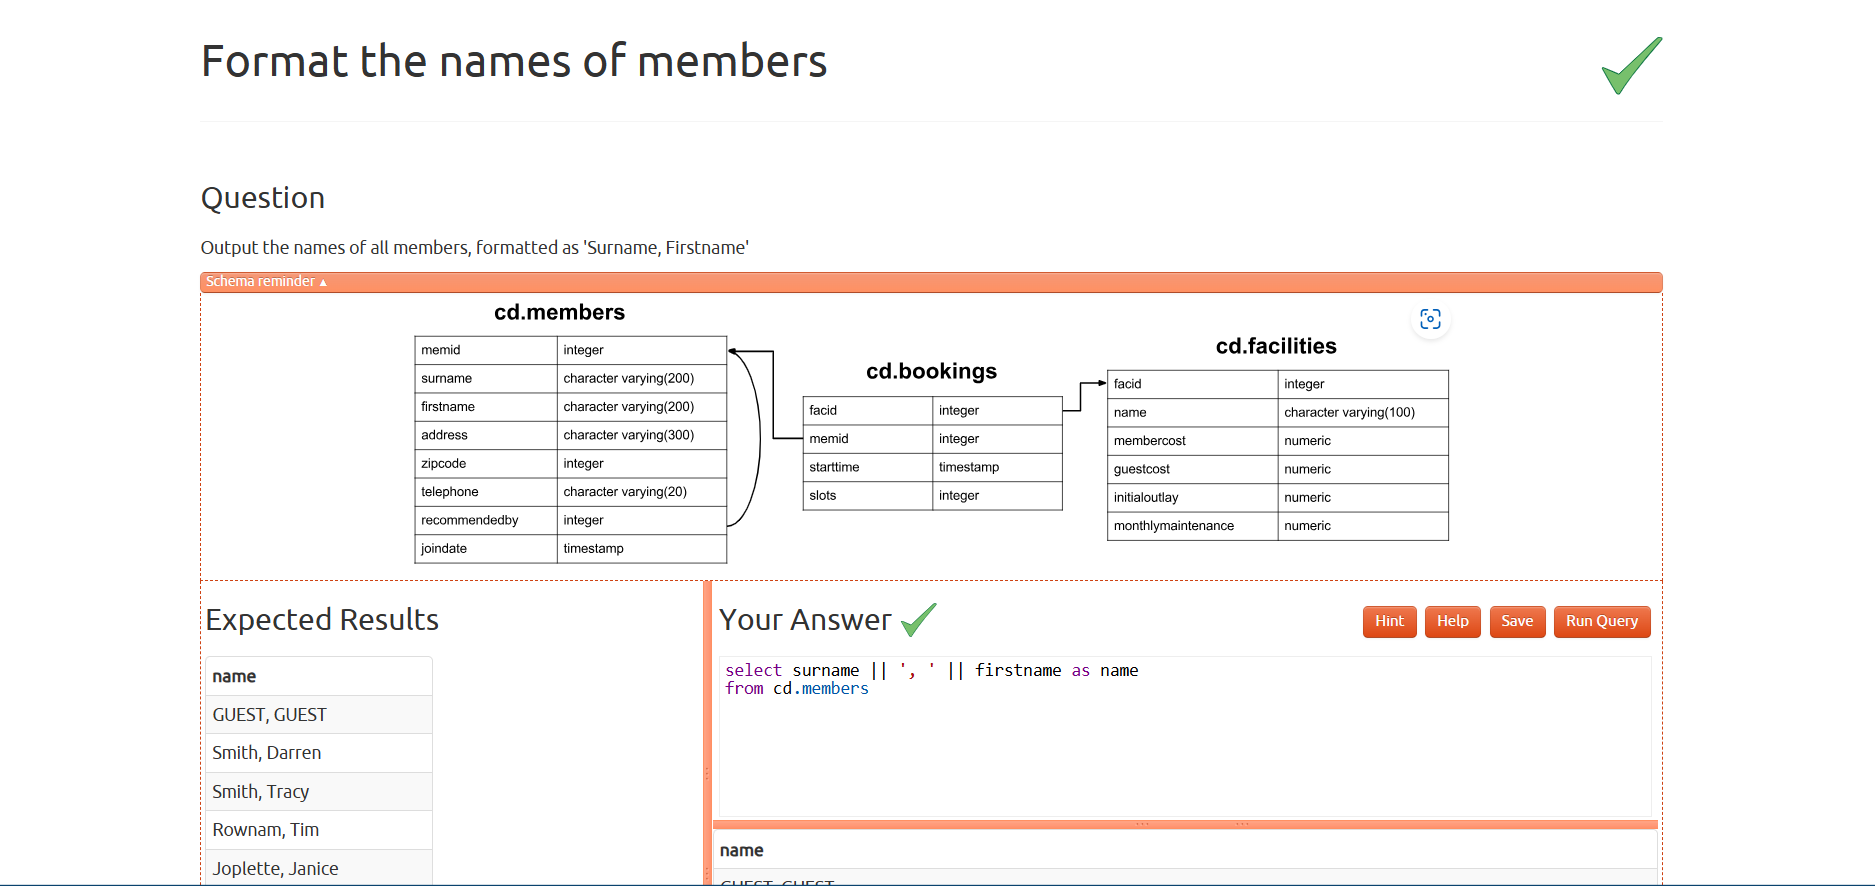 Format the names of members
Question
Output the names of all members, formatted as 'Surname, Firstname'
Schema reminder ▲
cd.members
memid integer
surname character varying(200)
firstname character varying(200)
address character varying(300)
zipcode integer
telephone character varying(20)
recommendedby integer
joindate timestamp
cd.bookings
facid integer
memid integer
starttime timestamp
slots integer
cd.facilities
facid integer
name character varying(100)
membercost numeric
guestcost numeric
initialoutlay numeric
monthlymaintenance numeric
Expected Results
name
GUEST, GUEST
Smith, Darren
Smith, Tracy
Rownam, Tim
Joplette, Janice
Your Answer
Hint Help Save Run Query
select surname || ', ' || firstname as name
from cd.members
name
GUEST, GUEST